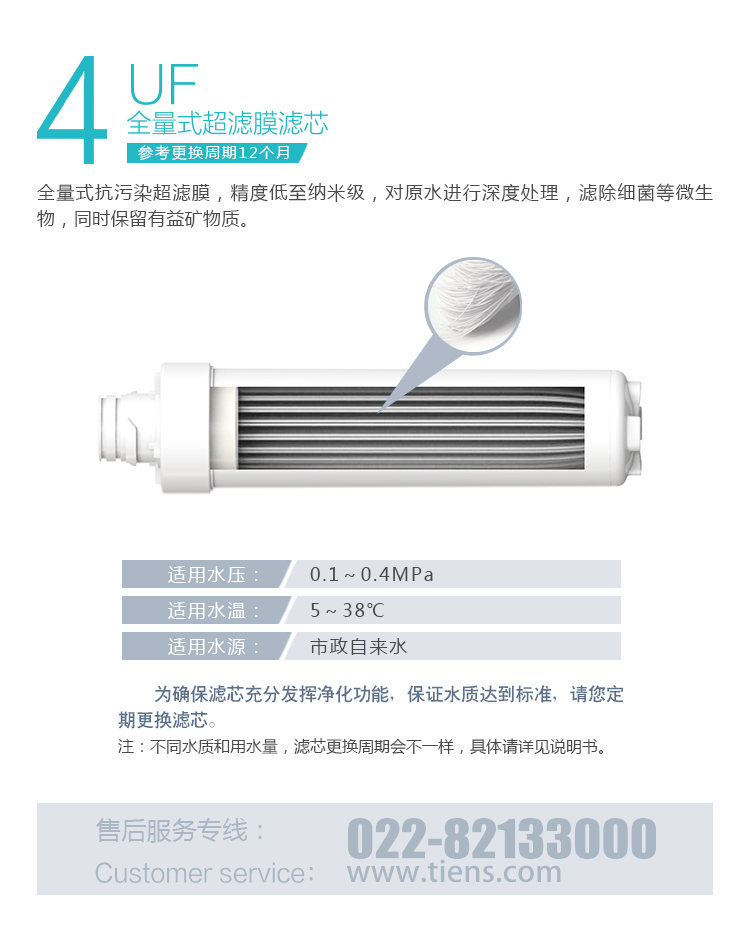 4
UF
全量式超滤膜滤芯
参考更换周期12个月
全量式抗污染超滤膜，精度低至纳米级，对原水进行深度处理，滤除细菌等微生
物，同时保留有益矿物质。
适用水压： 0.1～0.4MPa
适用水温： 5～38℃
适用水源： 市政自来水
为确保滤芯充分发挥净化功能，保证水质达到标准，请您定
期更换滤芯。
注：不同水质和用水量，滤芯更换周期会不一样，具体请详见说明书。
售后服务专线： 022-82133000
Customer service： www.tiens.com